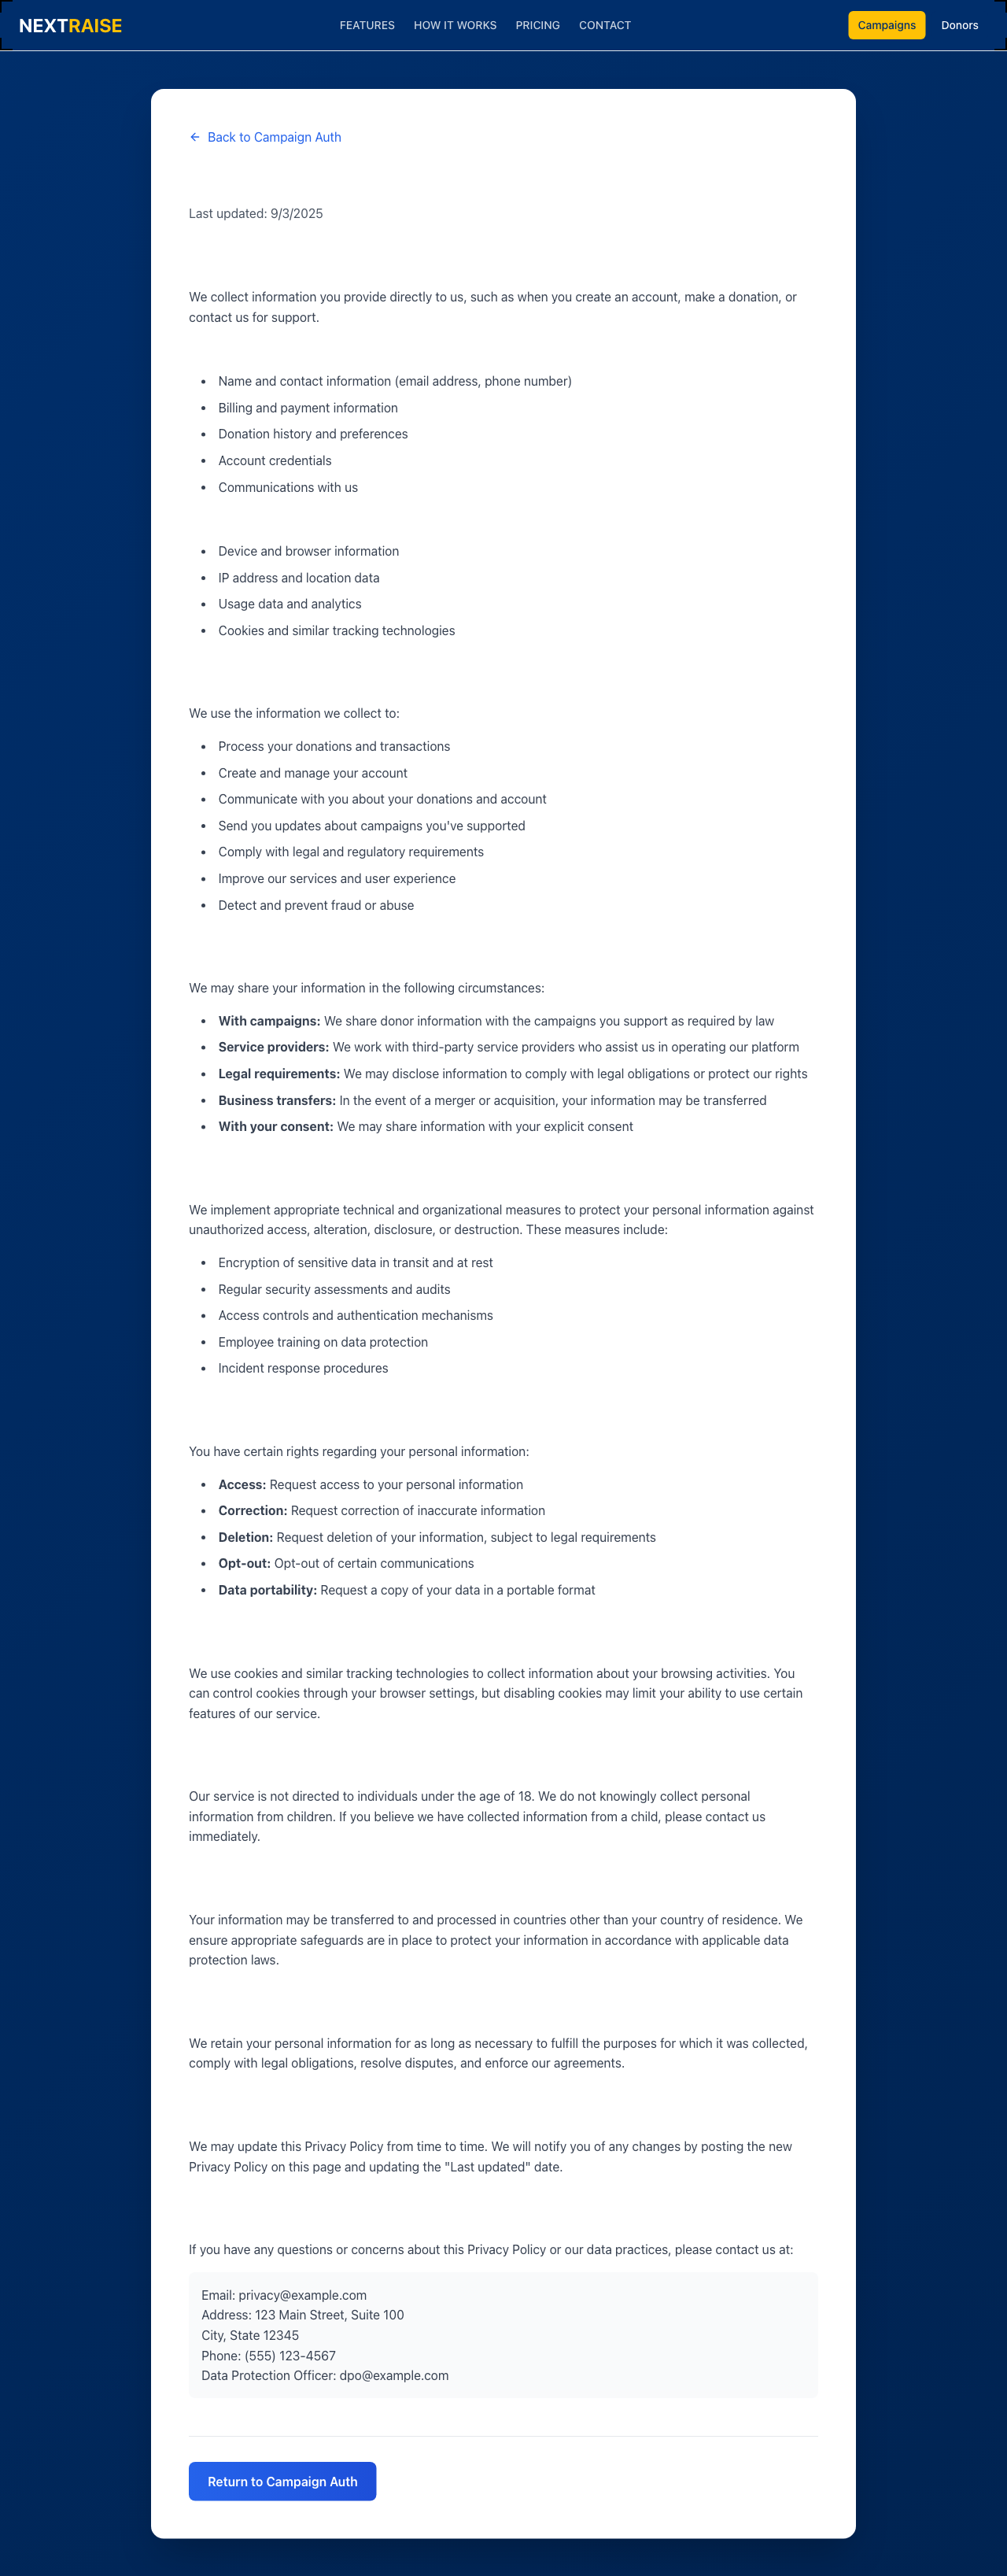 NEXTRAISE
FEATURES HOW IT WORKS PRICING CONTACT
Campaigns Donors
← Back to Campaign Auth
Last updated: 9/3/2025
We collect information you provide directly to us, such as when you create an account, make a donation, or
contact us for support.
• Name and contact information (email address, phone number)
• Billing and payment information
• Donation history and preferences
• Account credentials
• Communications with us
• Device and browser information
• IP address and location data
• Usage data and analytics
• Cookies and similar tracking technologies
We use the information we collect to:
• Process your donations and transactions
• Create and manage your account
• Communicate with you about your donations and account
• Send you updates about campaigns you've supported
• Comply with legal and regulatory requirements
• Improve our services and user experience
• Detect and prevent fraud or abuse
We may share your information in the following circumstances:
• With campaigns: We share donor information with the campaigns you support as required by law
• Service providers: We work with third-party service providers who assist us in operating our platform
• Legal requirements: We may disclose information to comply with legal obligations or protect our rights
• Business transfers: In the event of a merger or acquisition, your information may be transferred
• With your consent: We may share information with your explicit consent
We implement appropriate technical and organizational measures to protect your personal information against
unauthorized access, alteration, disclosure, or destruction. These measures include:
• Encryption of sensitive data in transit and at rest
• Regular security assessments and audits
• Access controls and authentication mechanisms
• Employee training on data protection
• Incident response procedures
You have certain rights regarding your personal information:
• Access: Request access to your personal information
• Correction: Request correction of inaccurate information
• Deletion: Request deletion of your information, subject to legal requirements
• Opt-out: Opt-out of certain communications
• Data portability: Request a copy of your data in a portable format
We use cookies and similar tracking technologies to collect information about your browsing activities. You
can control cookies through your browser settings, but disabling cookies may limit your ability to use certain
features of our service.
Our service is not directed to individuals under the age of 18. We do not knowingly collect personal
information from children. If you believe we have collected information from a child, please contact us
immediately.
Your information may be transferred to and processed in countries other than your country of residence. We
ensure appropriate safeguards are in place to protect your information in accordance with applicable data
protection laws.
We retain your personal information for as long as necessary to fulfill the purposes for which it was collected,
comply with legal obligations, resolve disputes, and enforce our agreements.
We may update this Privacy Policy from time to time. We will notify you of any changes by posting the new
Privacy Policy on this page and updating the "Last updated" date.
If you have any questions or concerns about this Privacy Policy or our data practices, please contact us at:
Email: privacy@example.com
Address: 123 Main Street, Suite 100
City, State 12345
Phone: (555) 123-4567
Data Protection Officer: dpo@example.com
Return to Campaign Auth